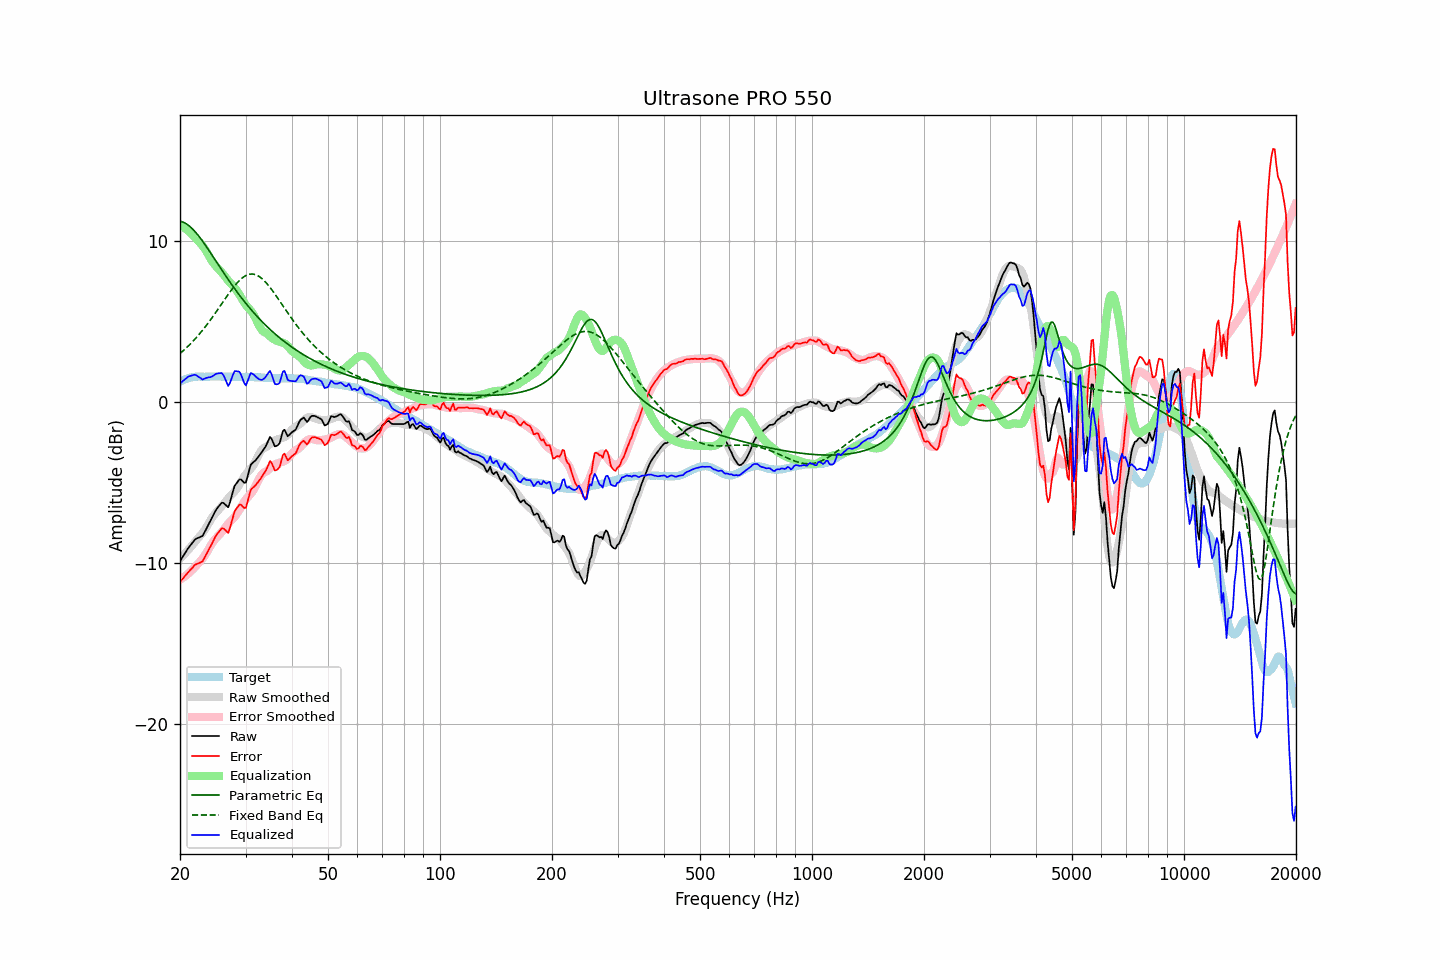 Ultrasone PRO 550
Amplitude (dBr)
10
0
−10
−20
Target
Raw Smoothed
Error Smoothed
Raw
Error
Equalization
Parametric Eq
Fixed Band Eq
Equalized
20 50 100 200 500 1000 2000 5000 10000 20000
Frequency (Hz)